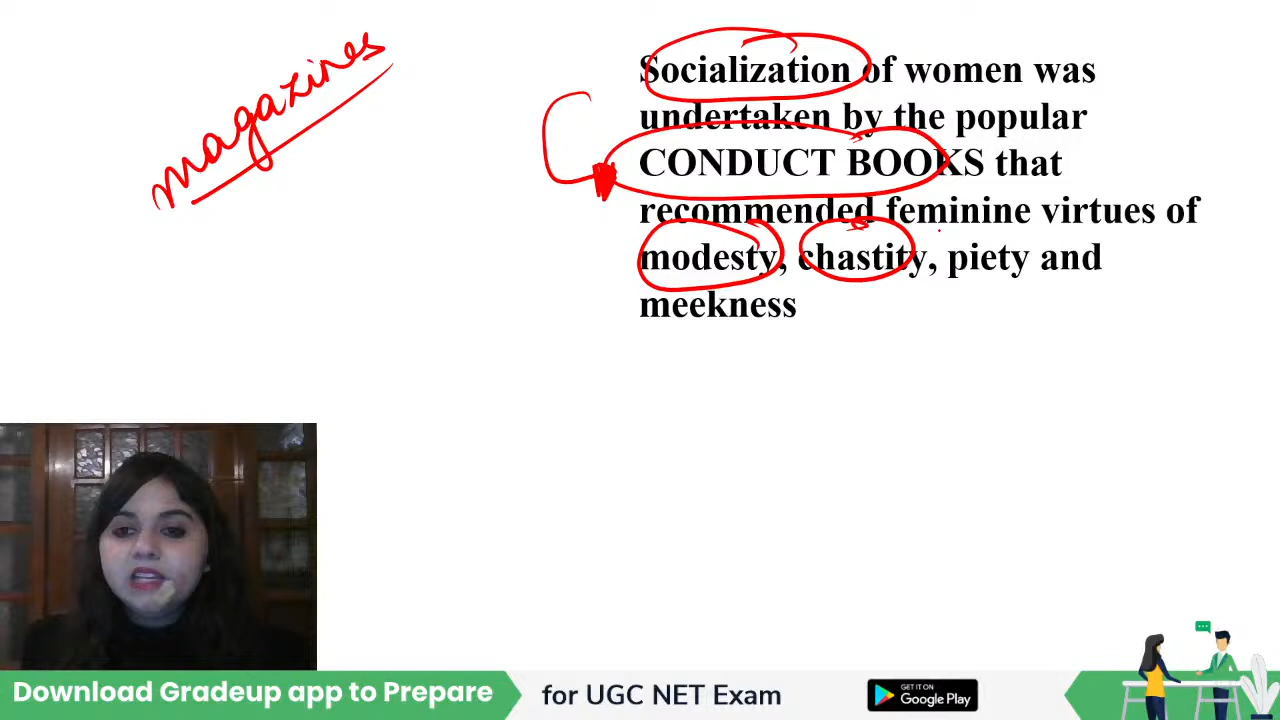 magazines
Socialization of women was
undertaken by the popular
CONDUCT BOOKS that
recommended feminine virtues of
modesty, chastity, piety and
meekness
Download Gradeup app to Prepare
for UGC NET Exam
GET IT ON
Google Play